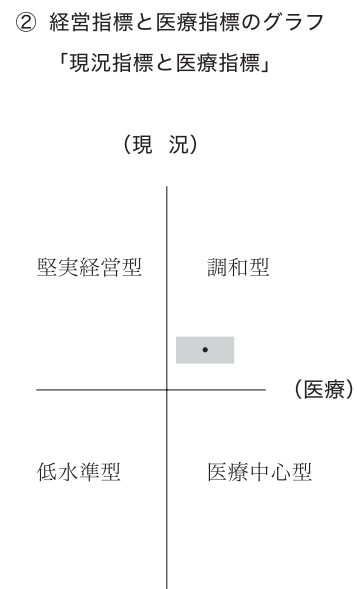 ② 経営指標と医療指標のグラフ
「現況指標と医療指標」
（現　況）
堅実経営型　調和型
（医療）
低水準型　医療中心型